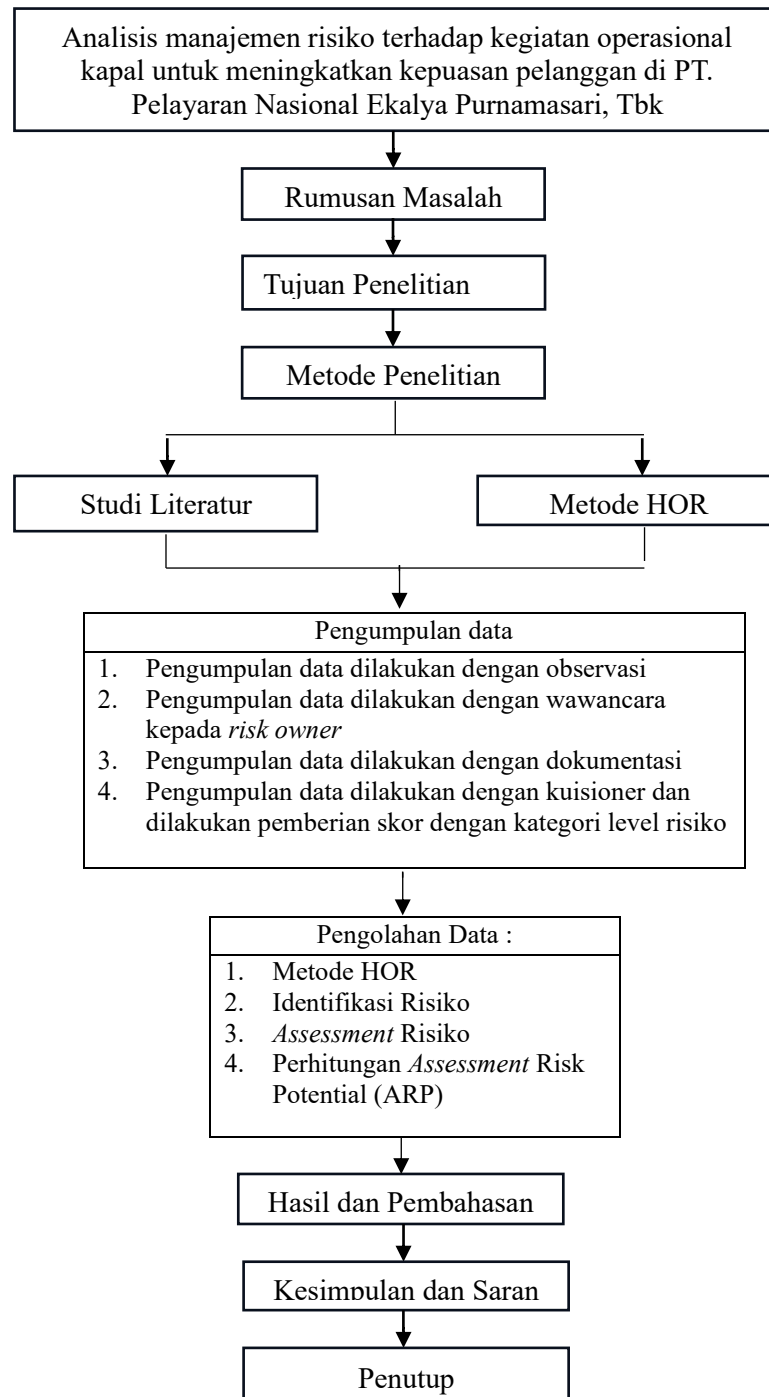 Analisis manajemen risiko terhadap kegiatan operasional
kapal untuk meningkatkan kepuasan pelanggan di PT.
Pelayaran Nasional Ekalya Purnamasari, Tbk
Rumusan Masalah
Tujuan Penelitian
Metode Penelitian
Studi Literatur
Metode HOR
Pengumpulan data
1. Pengumpulan data dilakukan dengan observasi
2. Pengumpulan data dilakukan dengan wawancara
kepada risk owner
3. Pengumpulan data dilakukan dengan dokumentasi
4. Pengumpulan data dilakukan dengan kuisioner dan
dilakukan pemberian skor dengan kategori level risiko
Pengolahan Data :
1. Metode HOR
2. Identifikasi Risiko
3. Assessment Risiko
4. Perhitungan Assessment Risk
Potential (ARP)
Hasil dan Pembahasan
Kesimpulan dan Saran
Penutup